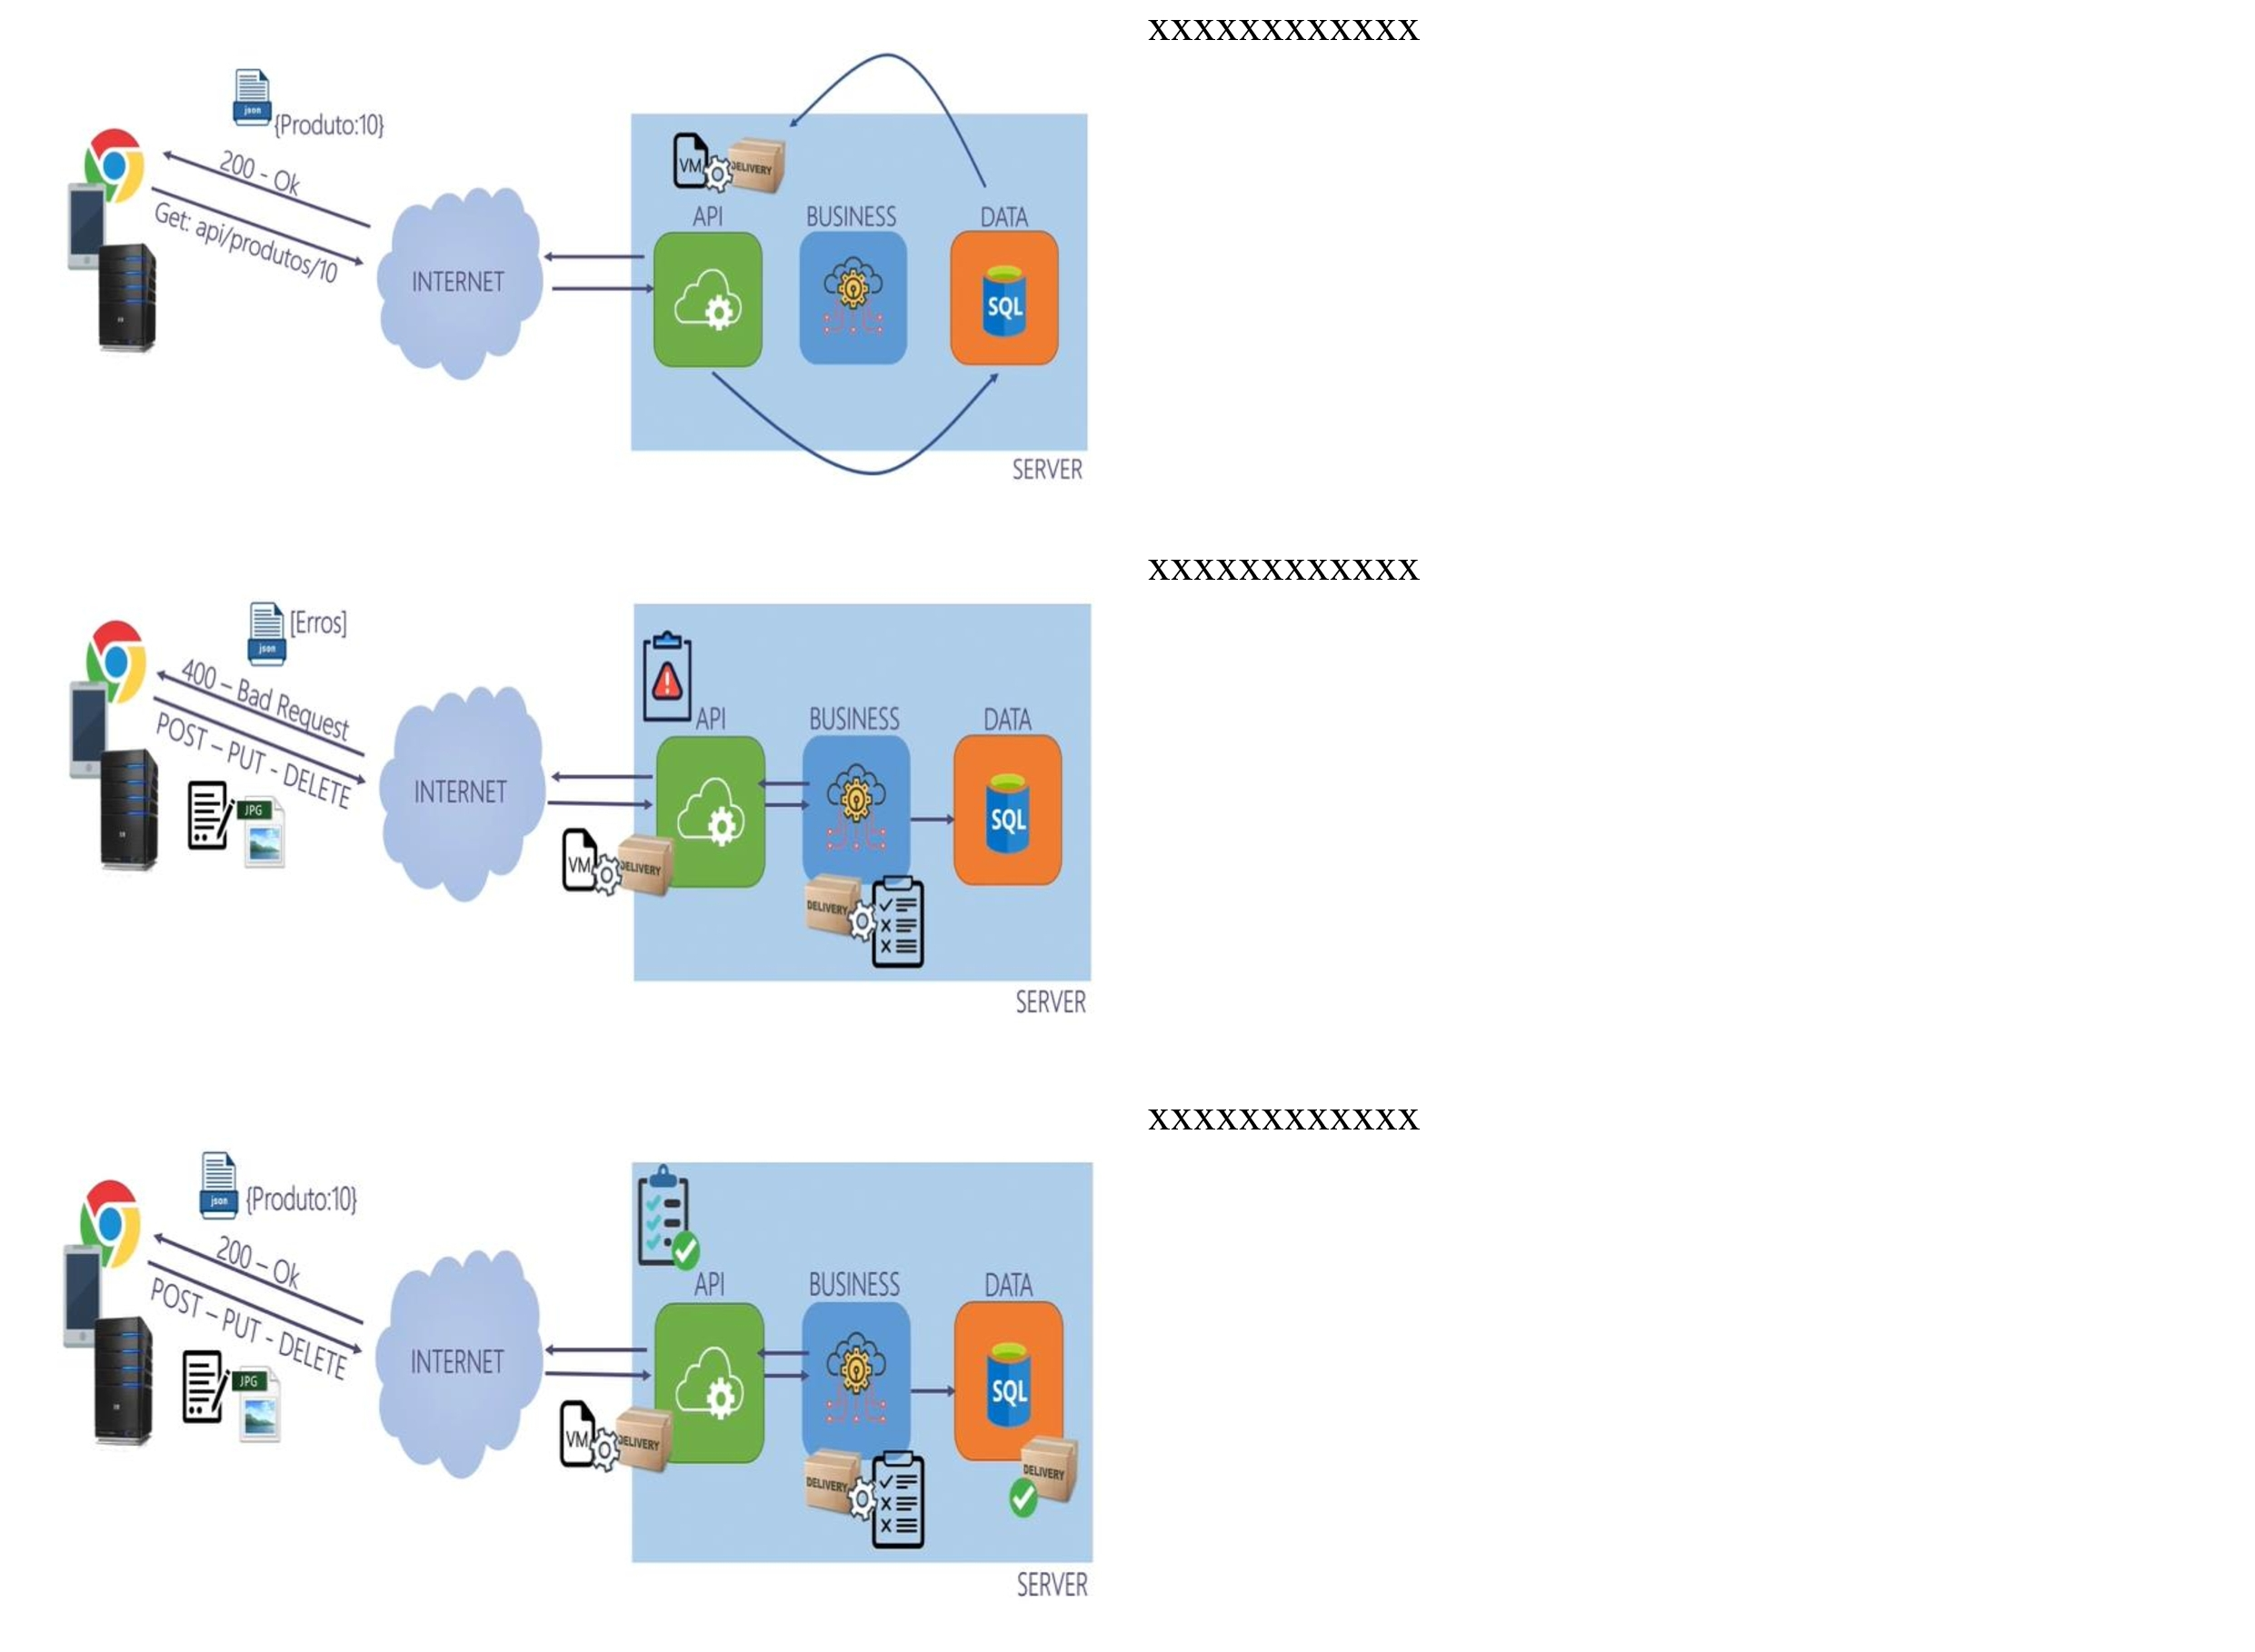 xxxxxxxxxxxx
json
{Produto:10}
200 - Ok
Get: api/produtos/10
INTERNET
VM
DELIVERY
API
BUSINESS
DATA
SQL
SERVER
xxxxxxxxxxxx
json
[Erros]
400 – Bad Request
POST – PUT - DELETE
JPG
INTERNET
API
BUSINESS
DATA
SQL
VM
DELIVERY
DELIVERY
SERVER
xxxxxxxxxxxx
json
{Produto:10}
200 – Ok
POST – PUT - DELETE
JPG
INTERNET
API
BUSINESS
DATA
SQL
VM
DELIVERY
DELIVERY
DELIVERY
SERVER